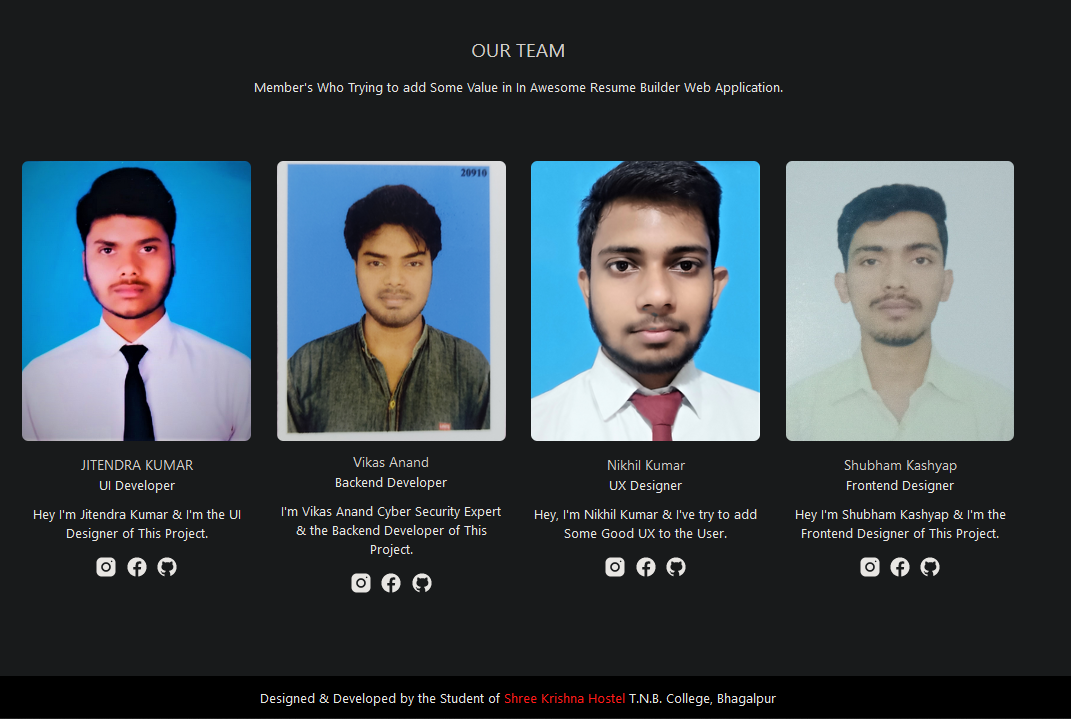 OUR TEAM
Member's Who Trying to add Some Value in In Awesome Resume Builder Web Application.
20910
JITENDRA KUMAR
UI Developer
Hey I'm Jitendra Kumar & I'm the UI
Designer of This Project.
Vikas Anand
Backend Developer
I'm Vikas Anand Cyber Security Expert
& the Backend Developer of This
Project.
Nikhil Kumar
UX Designer
Hey, I'm Nikhil Kumar & I've try to add
Some Good UX to the User.
Shubham Kashyap
Frontend Designer
Hey I'm Shubham Kashyap & I'm the
Frontend Designer of This Project.
Designed & Developed by the Student of Shree Krishna Hostel T.N.B. College, Bhagalpur